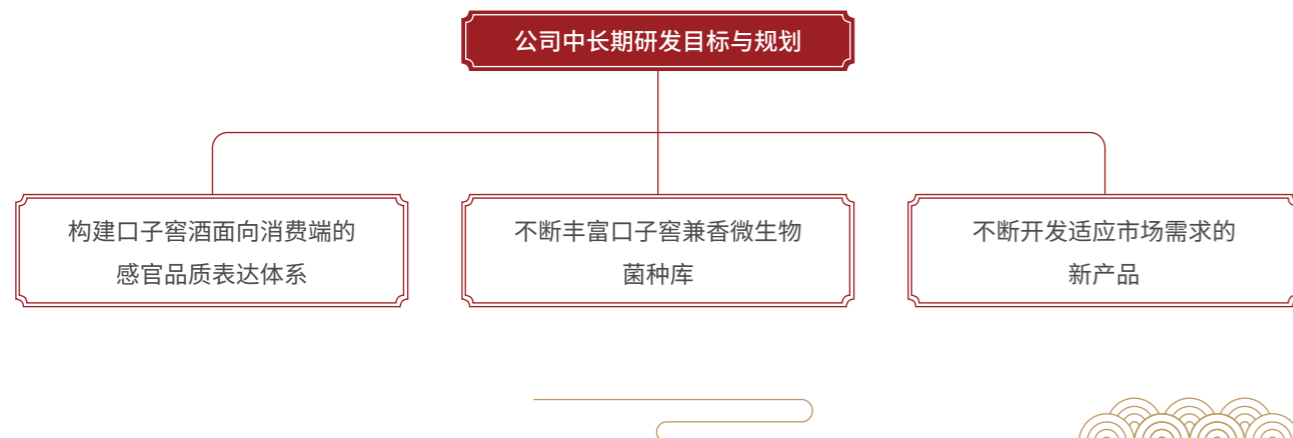 公司中长期研发目标与规划
构建口子窖酒面向消费端的
感官品质表达体系
不断丰富口子窖兼香微生物
菌种库
不断开发适应市场需求的
新产品